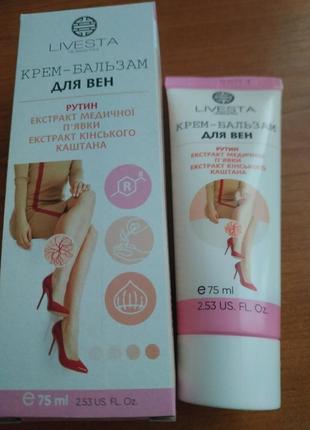 LIVESTA
КРЕМ-БАЛЬЗАМ
ДЛЯ ВЕН
РУТИН
ЕКСТРАКТ МЕДИЧНОЇ
П'ЯВКИ
ЕКСТРАКТ КІНСЬКОГО
КАШТАНА
R
e 75 ml
2.53 US. FL. Oz.
LIVESTA
КРЕМ-БАЛЬЗАМ
ДЛЯ ВЕН
РУТИН
ЕКСТРАКТ МЕДИЧНОЇ
П'ЯВКИ
ЕКСТРАКТ КІНСЬКОГО
КАШТАНА
e 75 ml
2.53 US. FL. Oz.